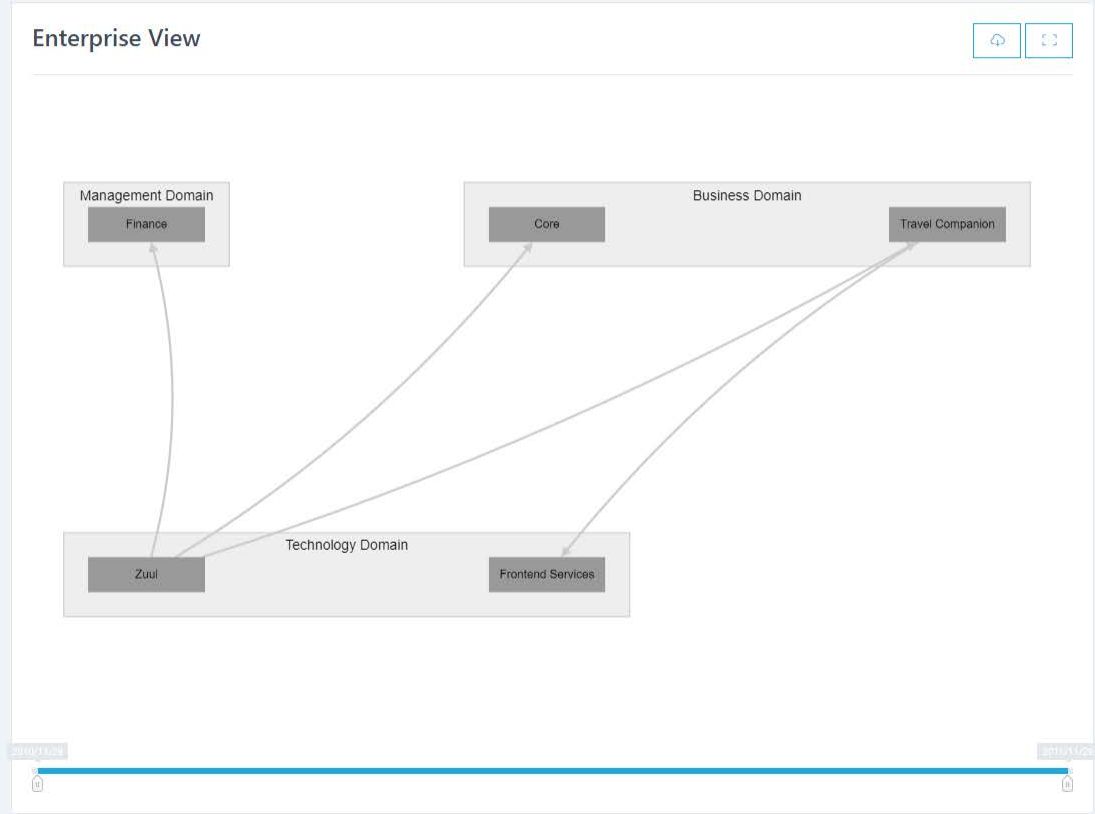 Enterprise View
Management Domain
Business Domain
Finance
Core
Travel Companion
Technology Domain
Zuul
Frontend Services